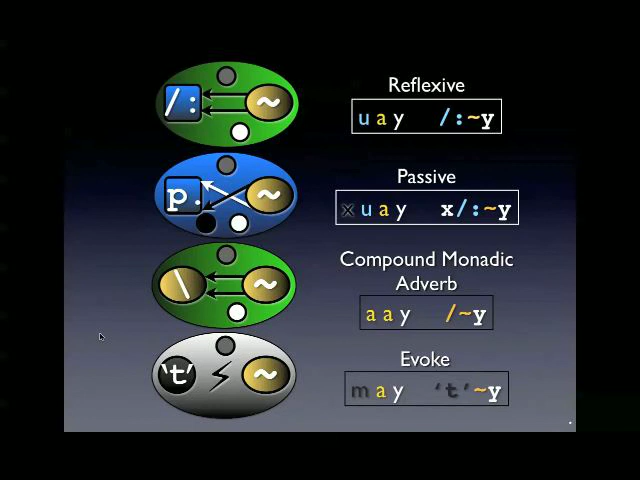 /: ~ Reflexive
u a y /:~y
p. ~ Passive
x u a y x/:~y
\ ~ Compound Monadic
Adverb
a a y /~y
't' ~ Evoke
m a y 't'~y